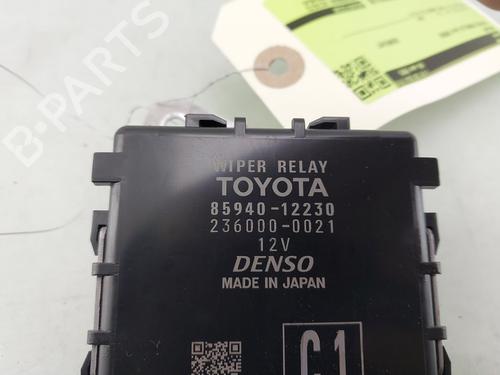 WIPER RELAY
TOYOTA
85940-12230
236000-0021
12V
DENSO
MADE IN JAPAN
C1
B-PARTS